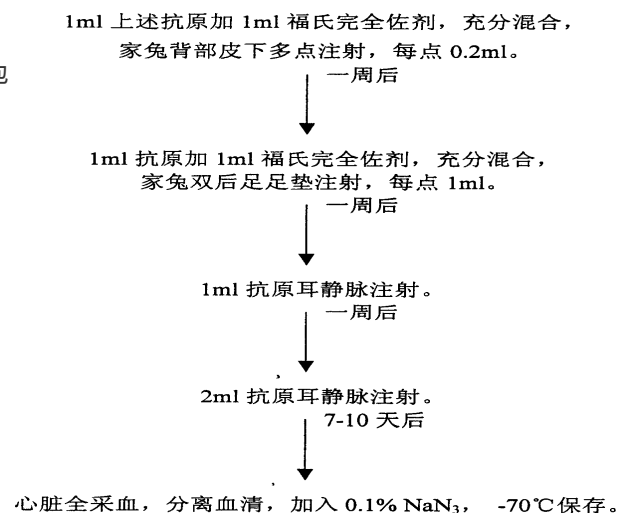 1ml 上述抗原加 1ml 福氏完全佐剂，充分混合，
家兔背部皮下多点注射，每点 0.2ml。
一周后
1ml 抗原加 1ml 福氏完全佐剂，充分混合，
家兔双后足足垫注射，每点 1ml。
一周后
1ml 抗原耳静脉注射。
一周后
2ml 抗原耳静脉注射。
7-10 天后
心脏全采血，分离血清，加入 0.1% NaN₃， -70℃保存。